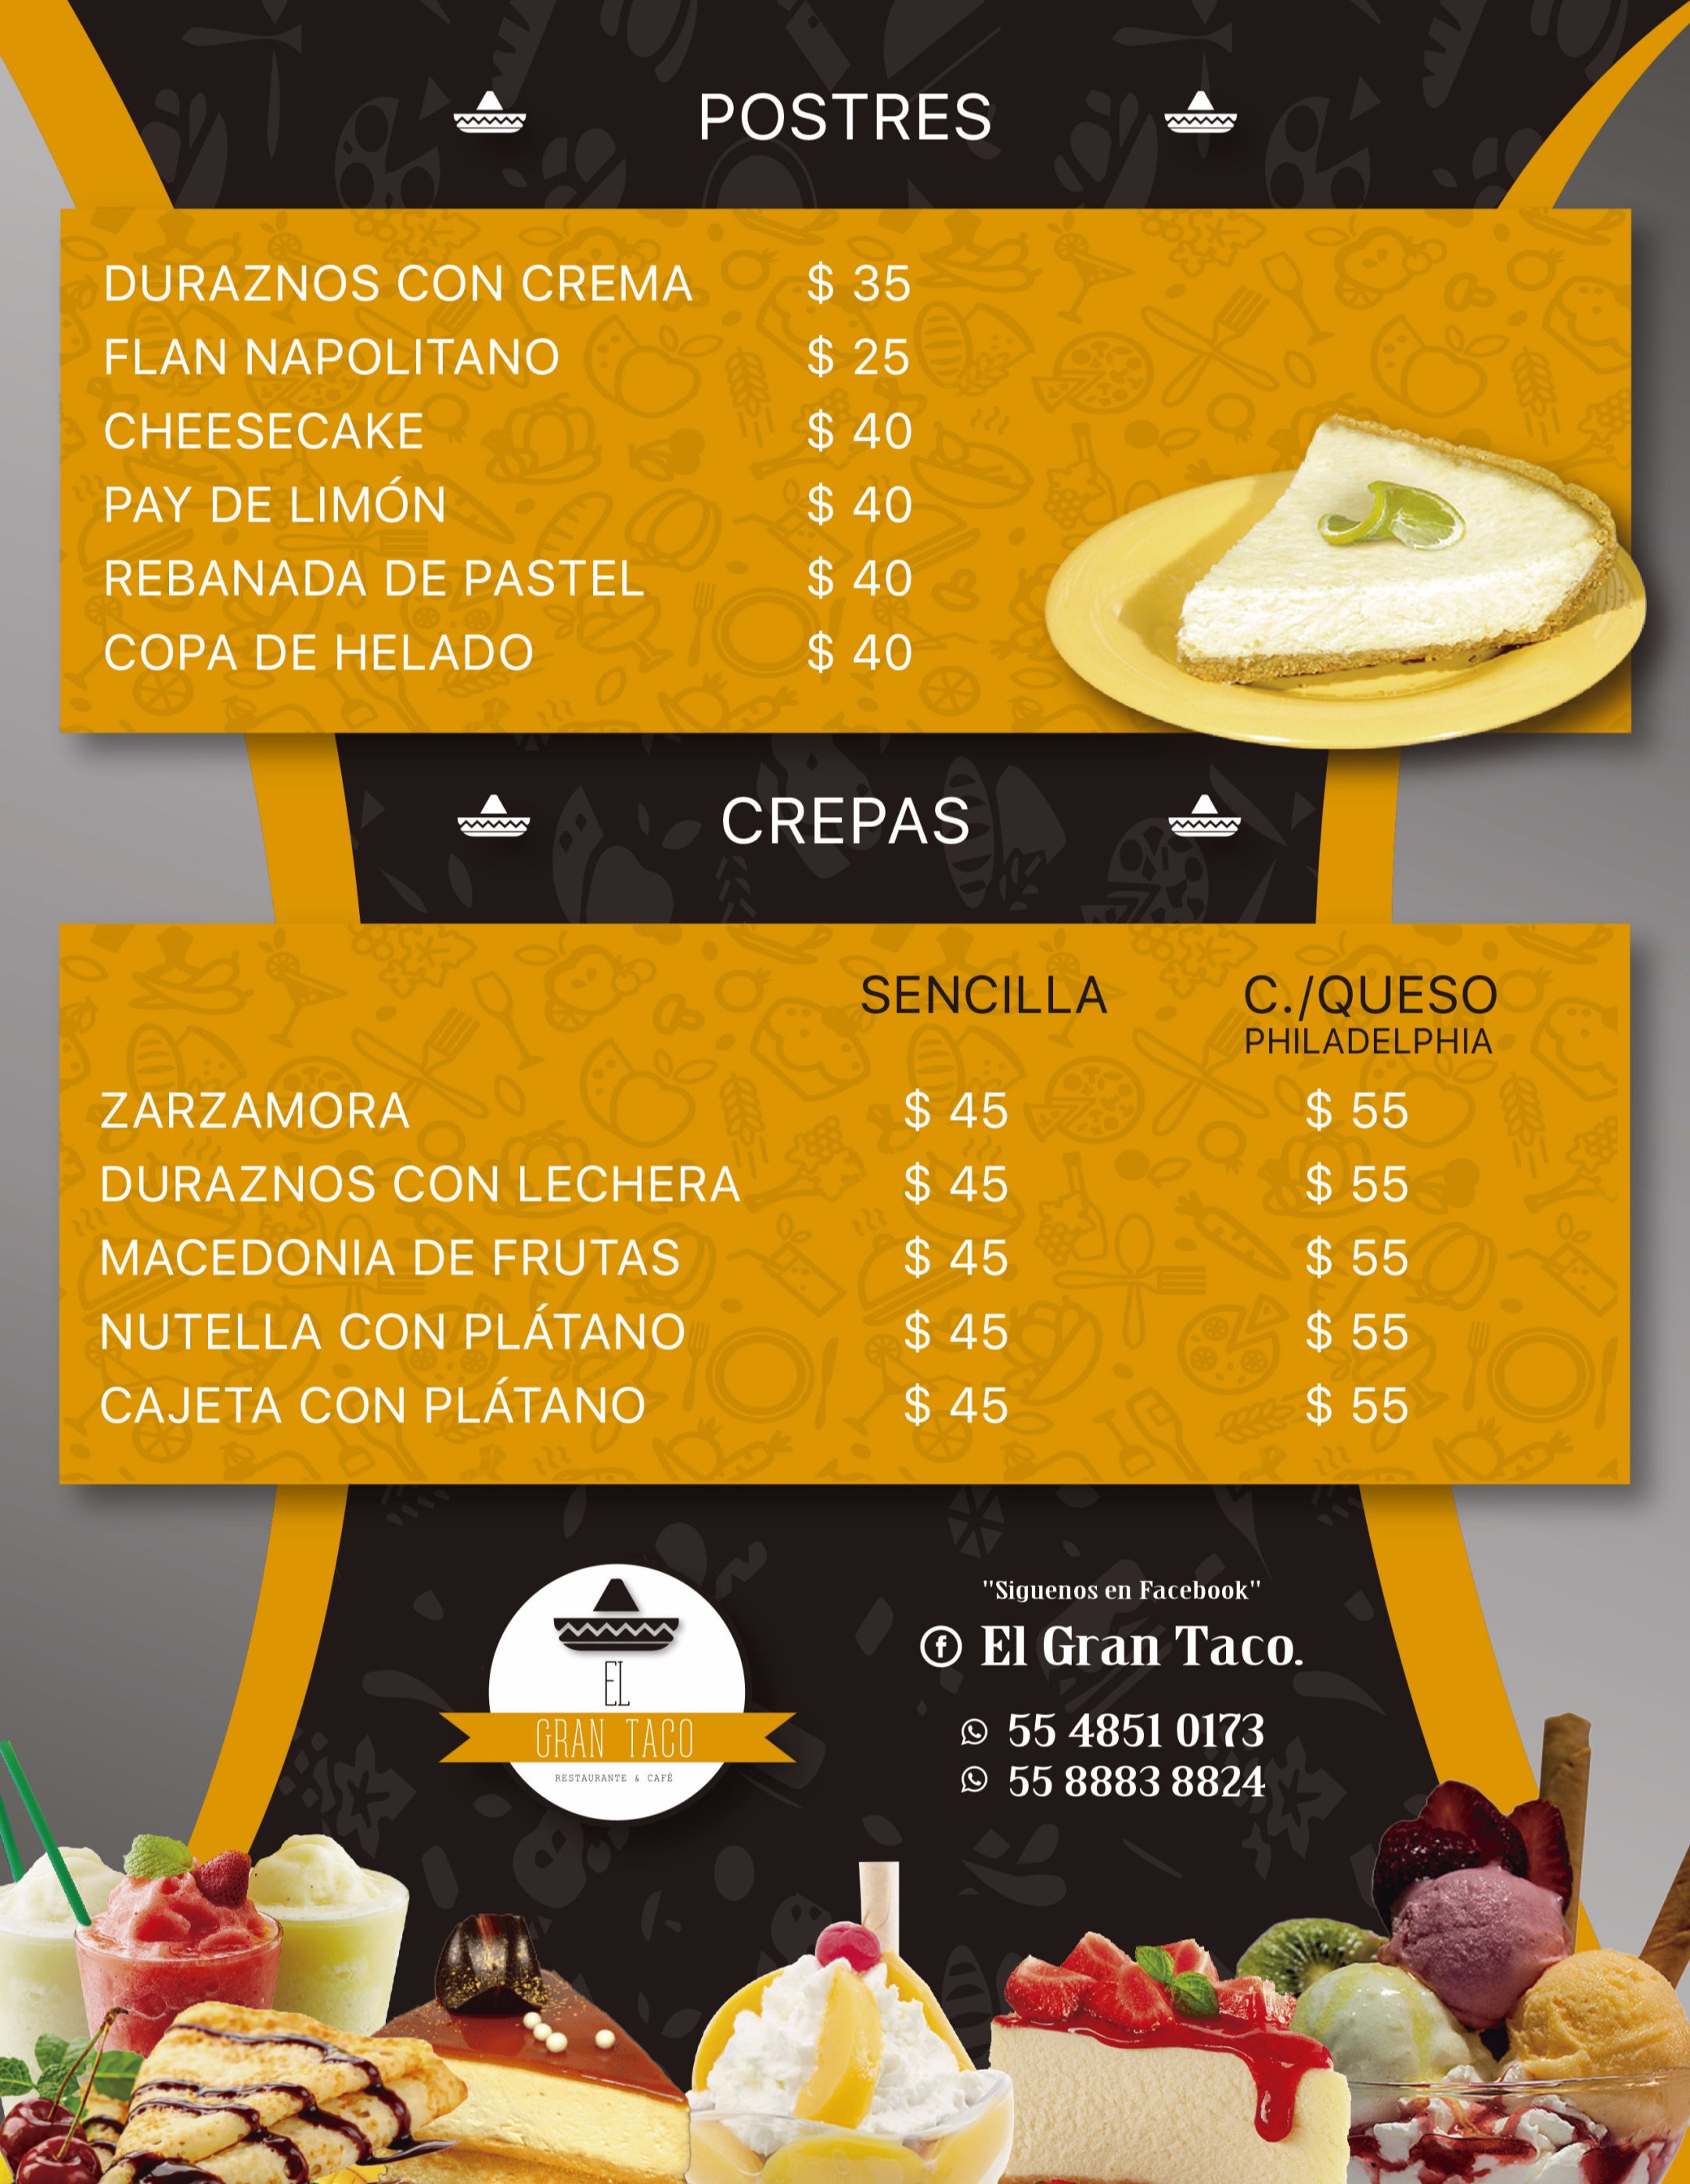 POSTRES
DURAZNOS CON CREMA $ 35
FLAN NAPOLITANO $ 25
CHEESECAKE $ 40
PAY DE LIMÓN $ 40
REBANADA DE PASTEL $ 40
COPA DE HELADO $ 40
CREPAS
SENCILLA C./QUESO
PHILADELPHIA
ZARZAMORA $ 45 $ 55
DURAZNOS CON LECHERA $ 45 $ 55
MACEDONIA DE FRUTAS $ 45 $ 55
NUTELLA CON PLÁTANO $ 45 $ 55
CAJETA CON PLÁTANO $ 45 $ 55
EL
GRAN TACO
RESTAURANTE & CAFÉ
"Siguenos en Facebook"
El Gran Taco.
55 4851 0173
55 8883 8824